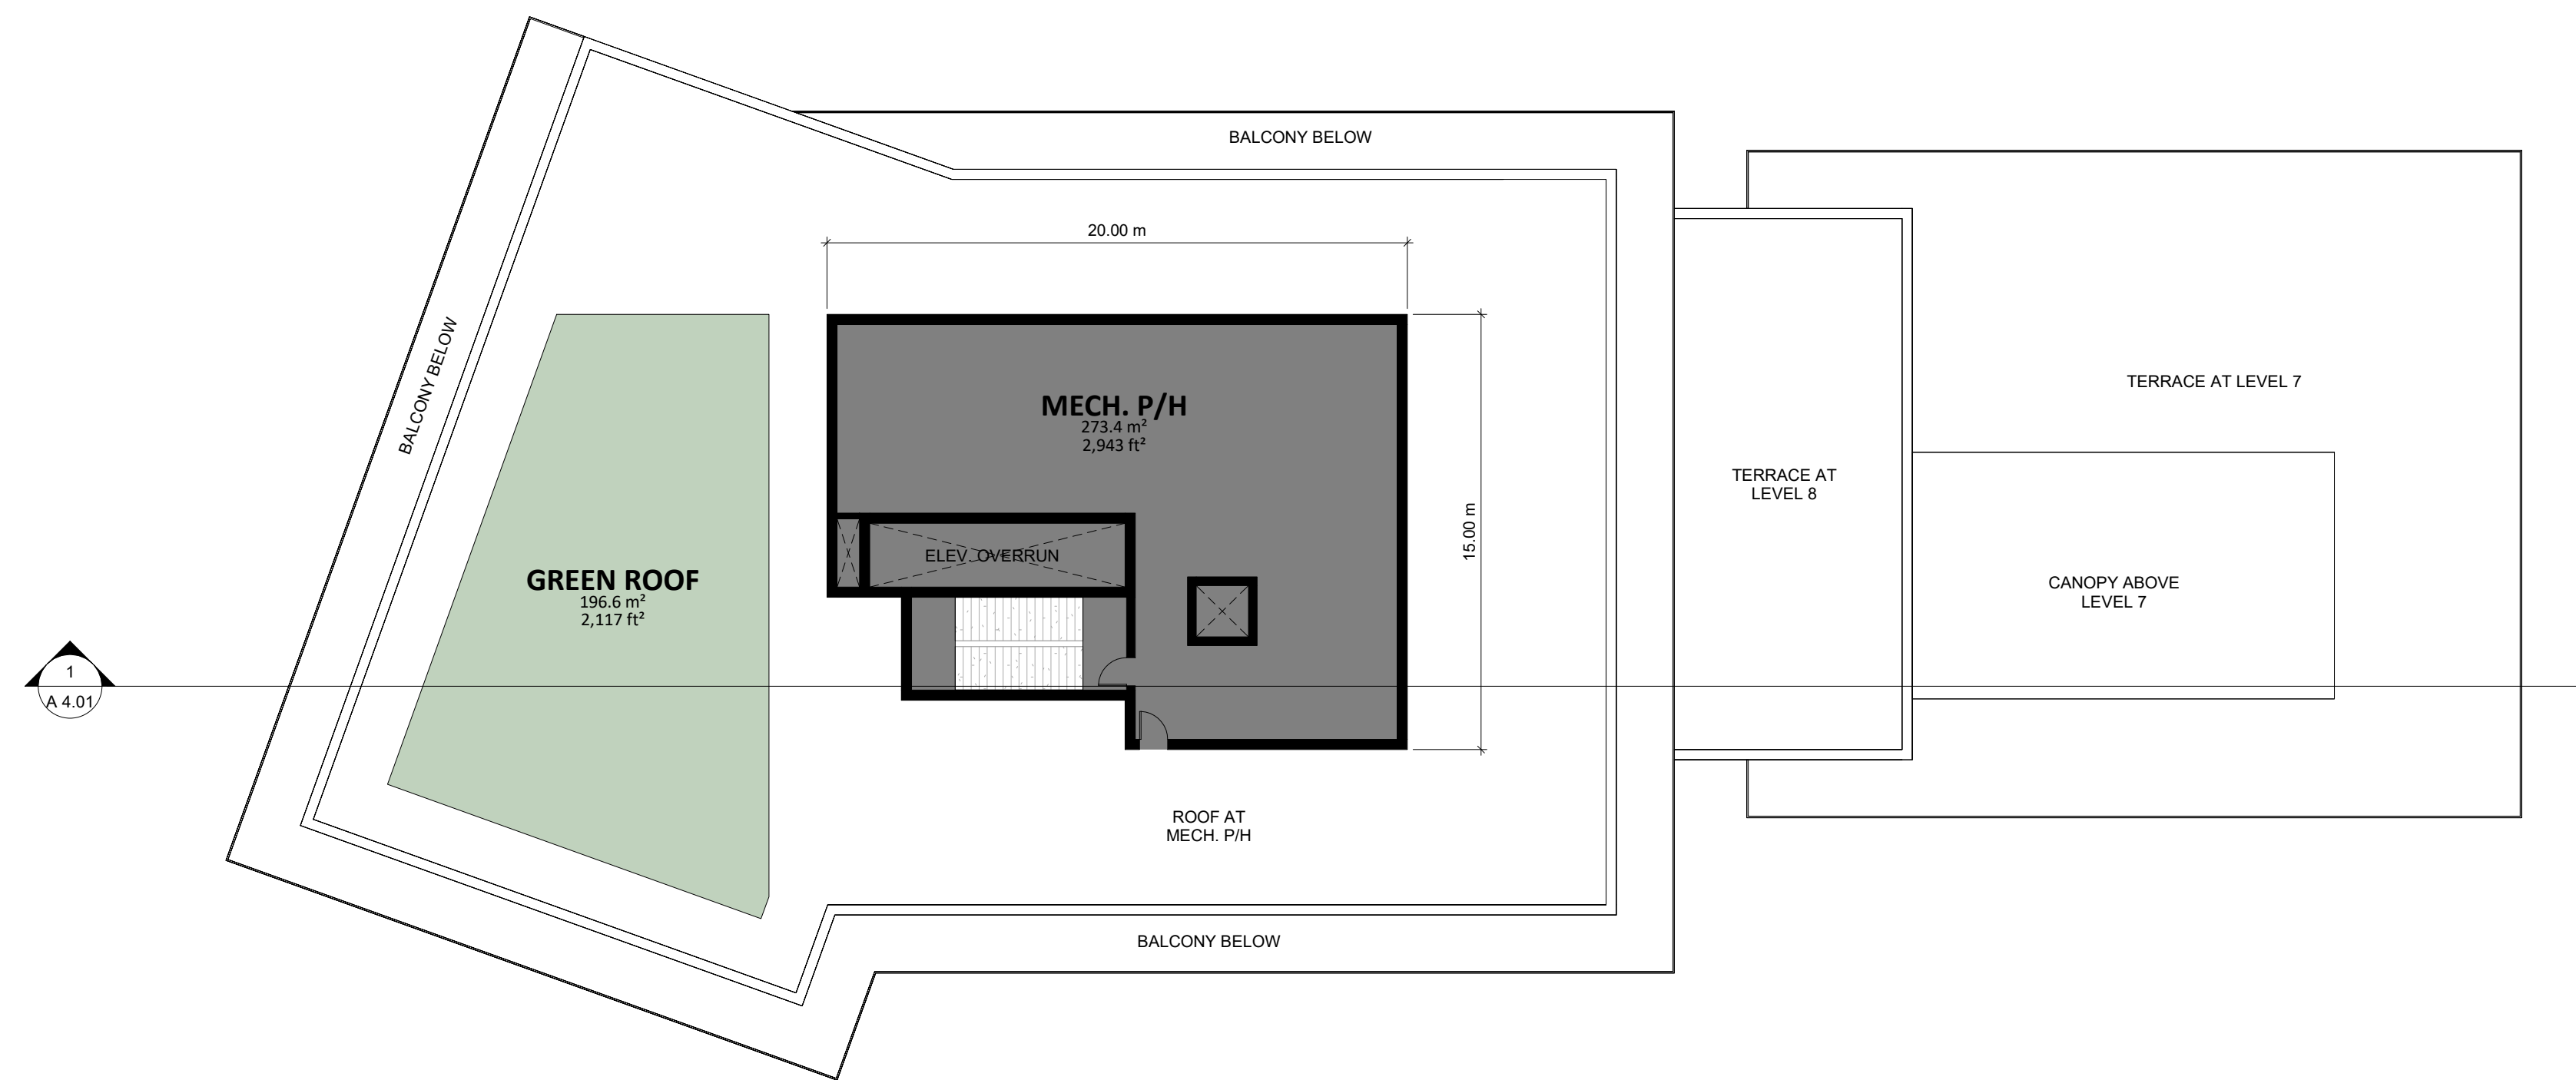 BALCONY BELOW
20.00 m
BALCONY BELOW
MECH. P/H
273.4 m²
2,943 ft²
TERRACE AT LEVEL 7
TERRACE AT
LEVEL 8
15.00 m
ELEV. OVERRUN
GREEN ROOF
196.6 m²
2,117 ft²
CANOPY ABOVE
LEVEL 7
1
A 4.01
ROOF AT
MECH. P/H
BALCONY BELOW